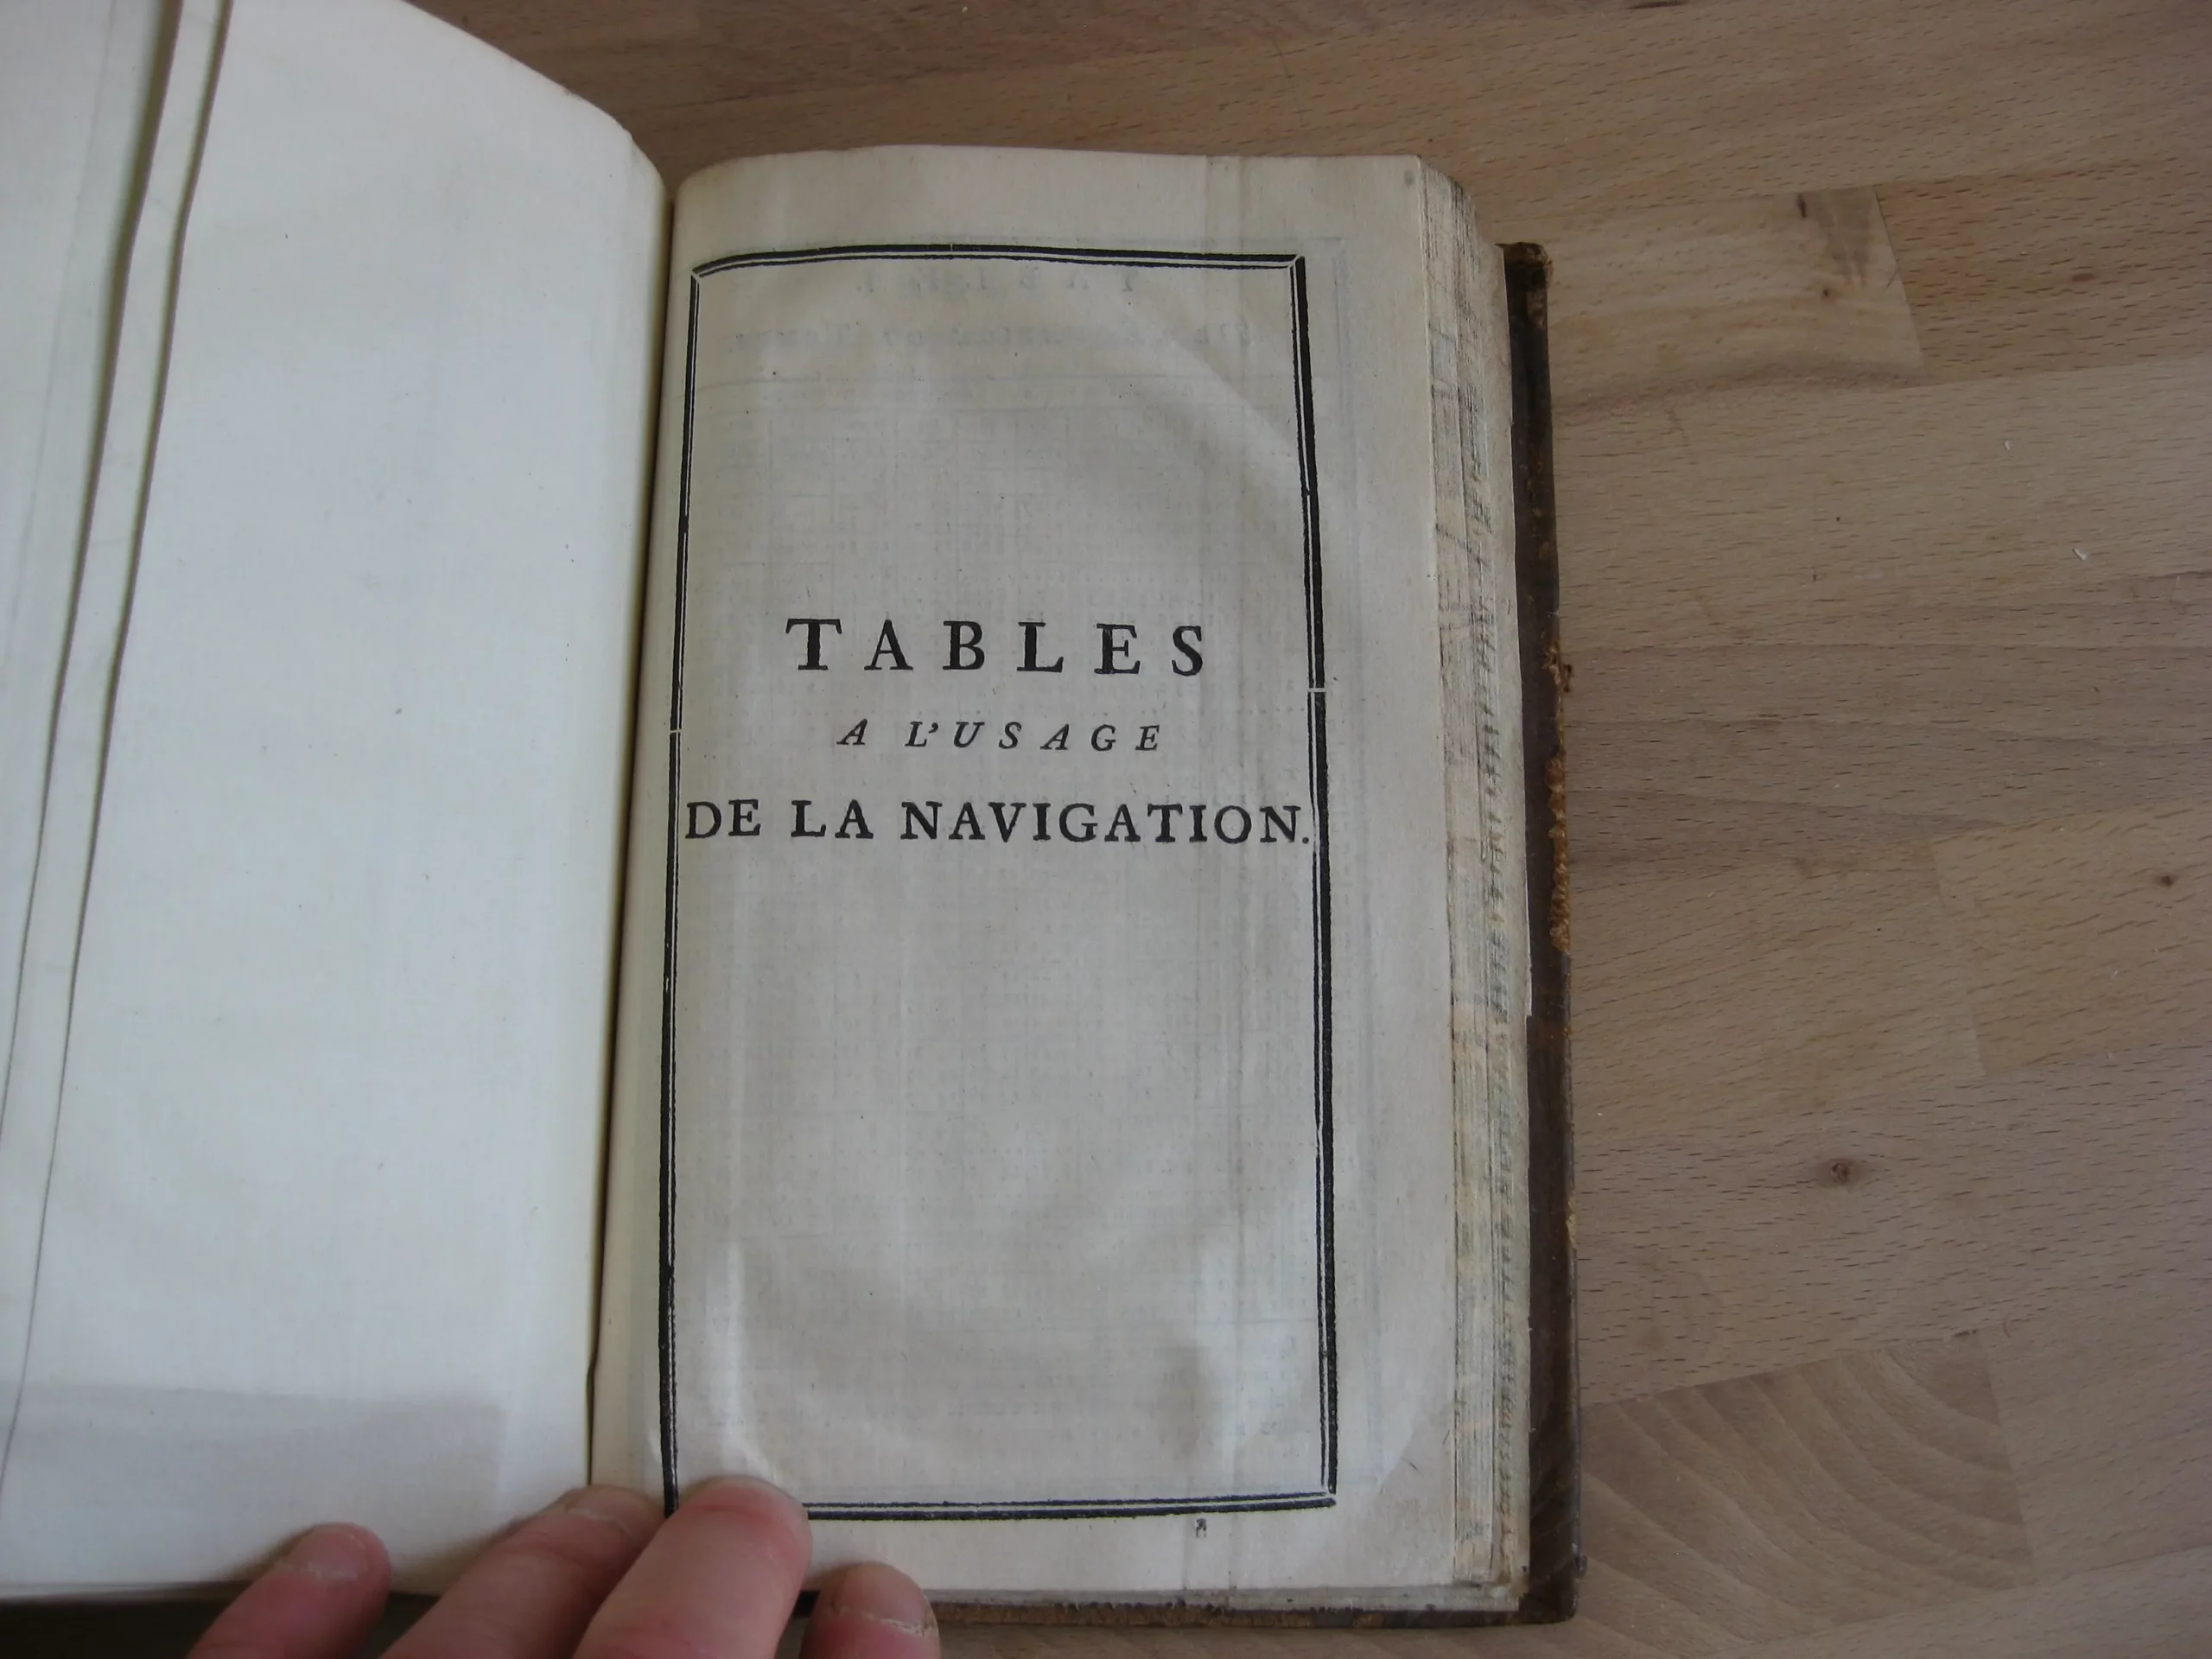 TABLES
A L'USAGE
DE LA NAVIGATION.